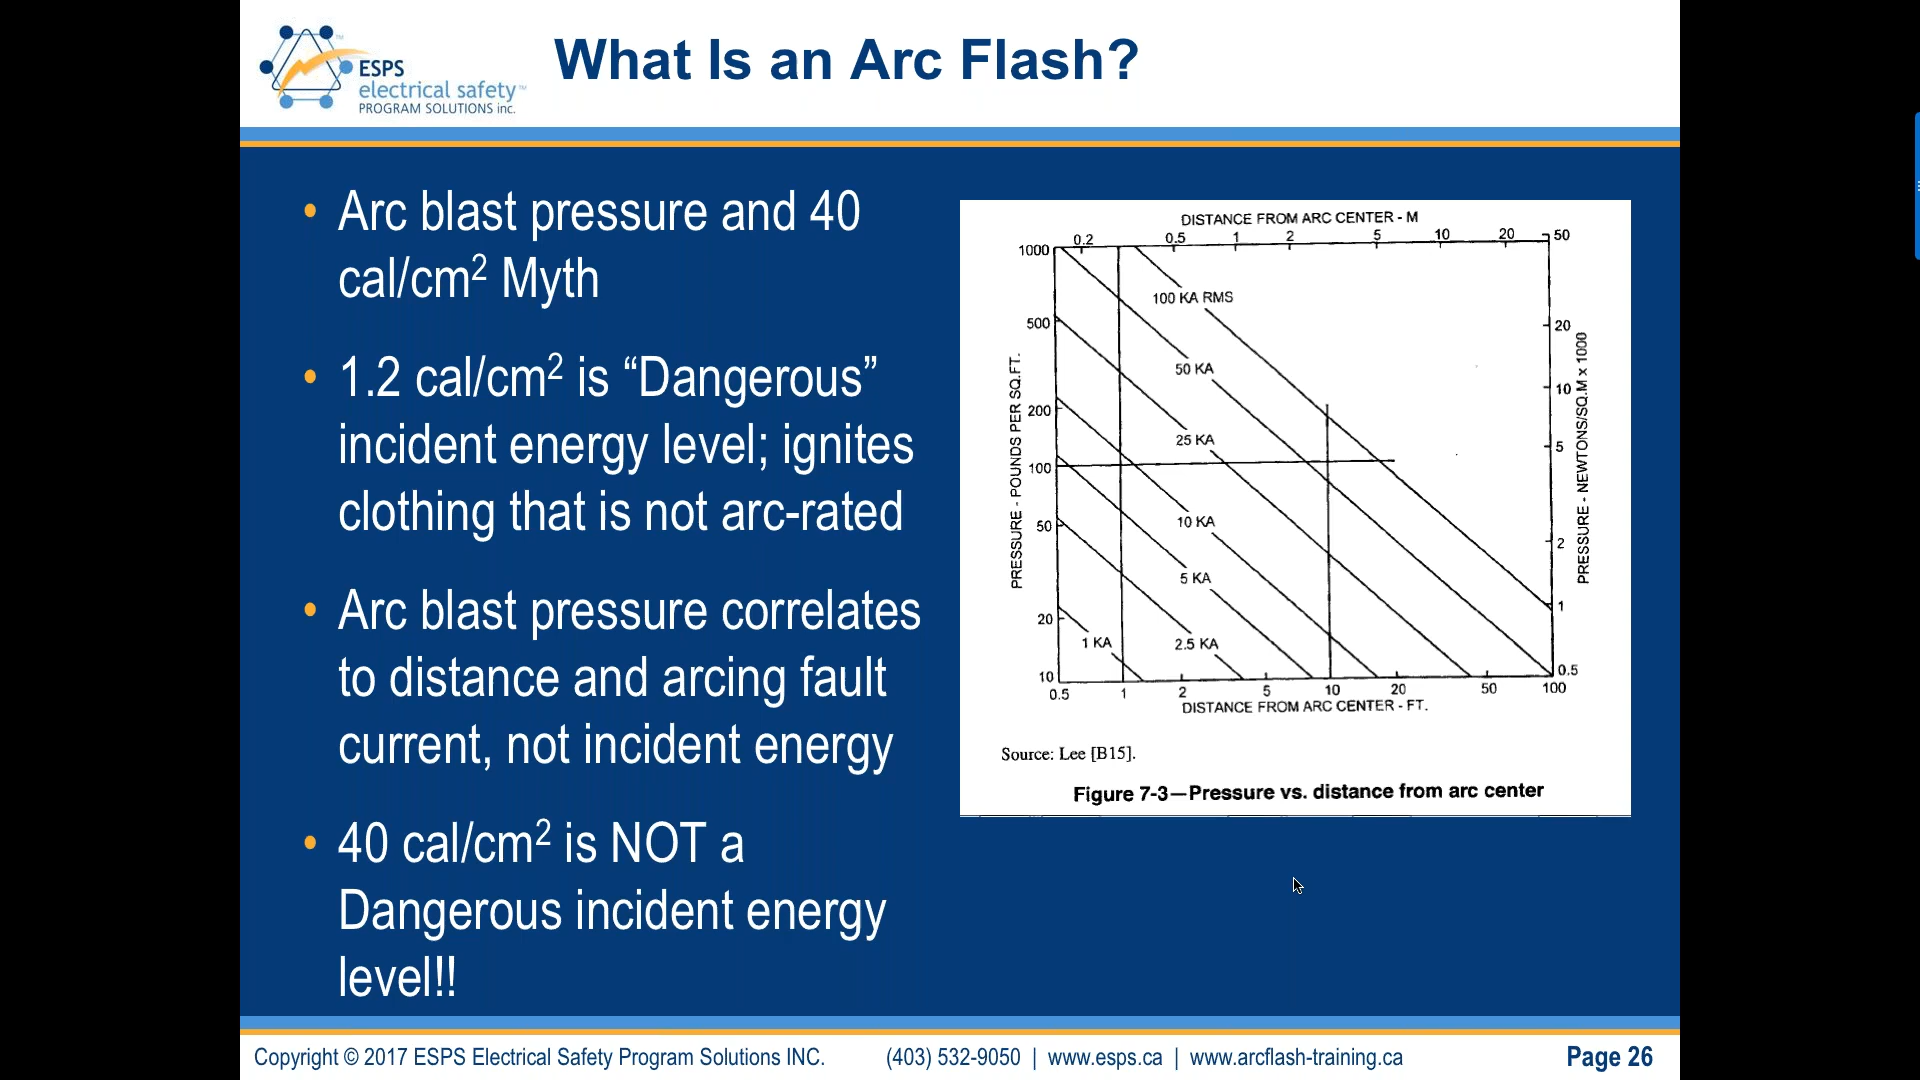 ESPS
electrical safety™
PROGRAM SOLUTIONS inc.
What Is an Arc Flash?
• Arc blast pressure and 40
cal/cm² Myth
• 1.2 cal/cm² is “Dangerous”
incident energy level; ignites
clothing that is not arc-rated
• Arc blast pressure correlates
to distance and arcing fault
current, not incident energy
• 40 cal/cm² is NOT a
Dangerous incident energy
level!!
DISTANCE FROM ARC CENTER - M
0.2 0.5 1 2 5 10 20
1000
500
200
100
50
20
10
PRESSURE - POUNDS PER SQ.FT.
100 KA RMS
50 KA
25 KA
10 KA
5 KA
2.5 KA
1 KA
50
20
10
5
2
1
0.5
PRESSURE - NEWTONS/SQ.M x 1000
0.5 1 2 5 10 20 50 100
DISTANCE FROM ARC CENTER - FT.
Source: Lee [B15].
Figure 7-3—Pressure vs. distance from arc center
Copyright © 2017 ESPS Electrical Safety Program Solutions INC. (403) 532-9050 | www.esps.ca | www.arcflash-training.ca Page 26